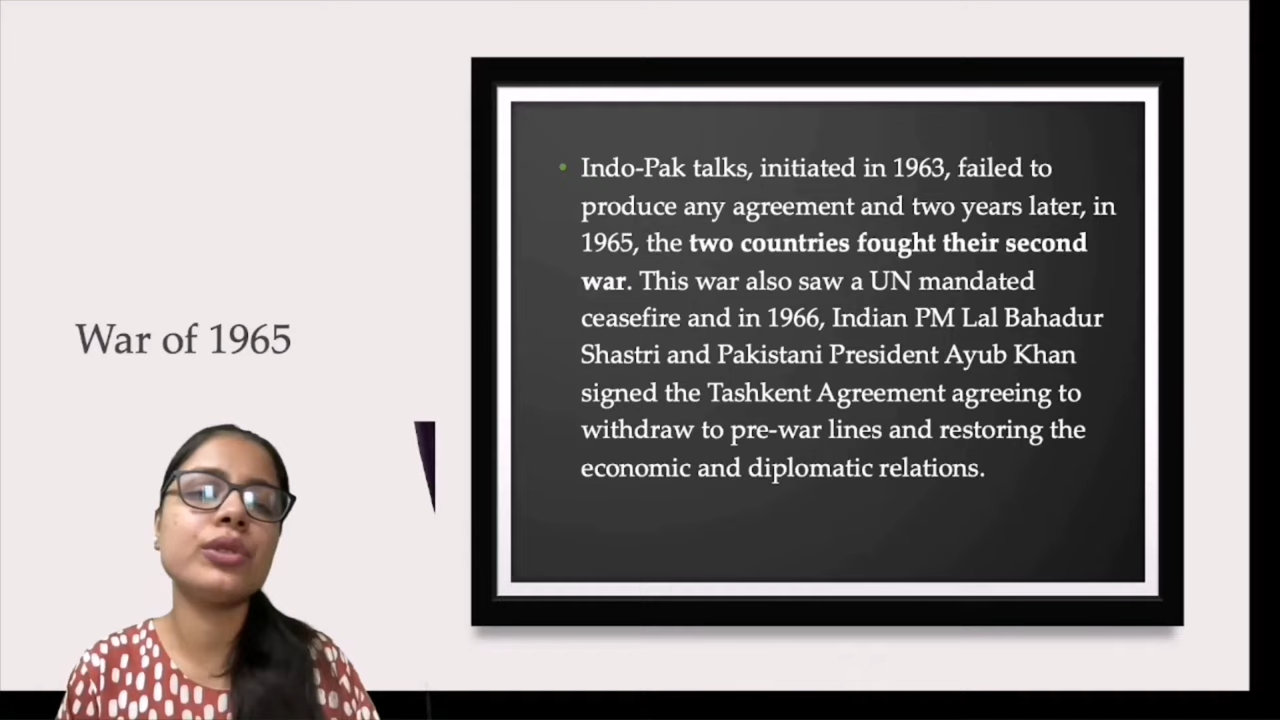 War of 1965
• Indo-Pak talks, initiated in 1963, failed to
produce any agreement and two years later, in
1965, the two countries fought their second
war. This war also saw a UN mandated
ceasefire and in 1966, Indian PM Lal Bahadur
Shastri and Pakistani President Ayub Khan
signed the Tashkent Agreement agreeing to
withdraw to pre-war lines and restoring the
economic and diplomatic relations.